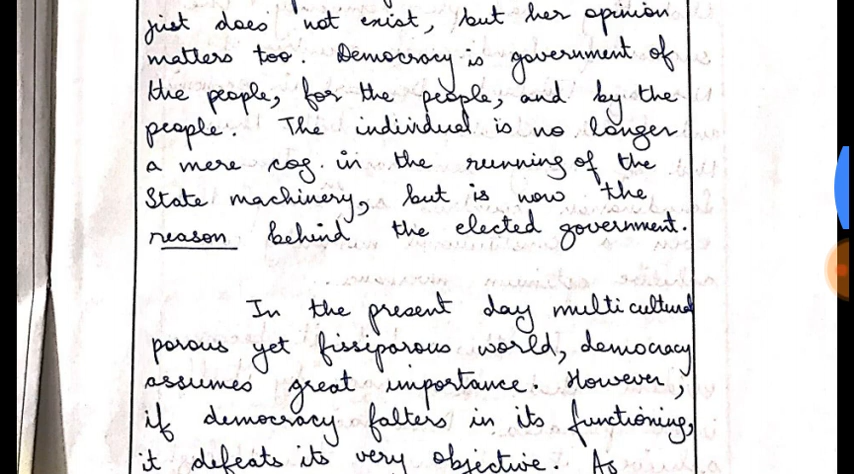 just does not exist, but her opinion
matters too. Democracy is government of
the people, for the people, and by the
people. The individual is no longer
a mere cog. in the running of the
State machinery, but is now the
reason behind the elected government.
In the present day multicultural
porous yet fissiparous world, democracy
assumes great importance. However,
if democracy falters in its functioning,
it defeats its very objective. As